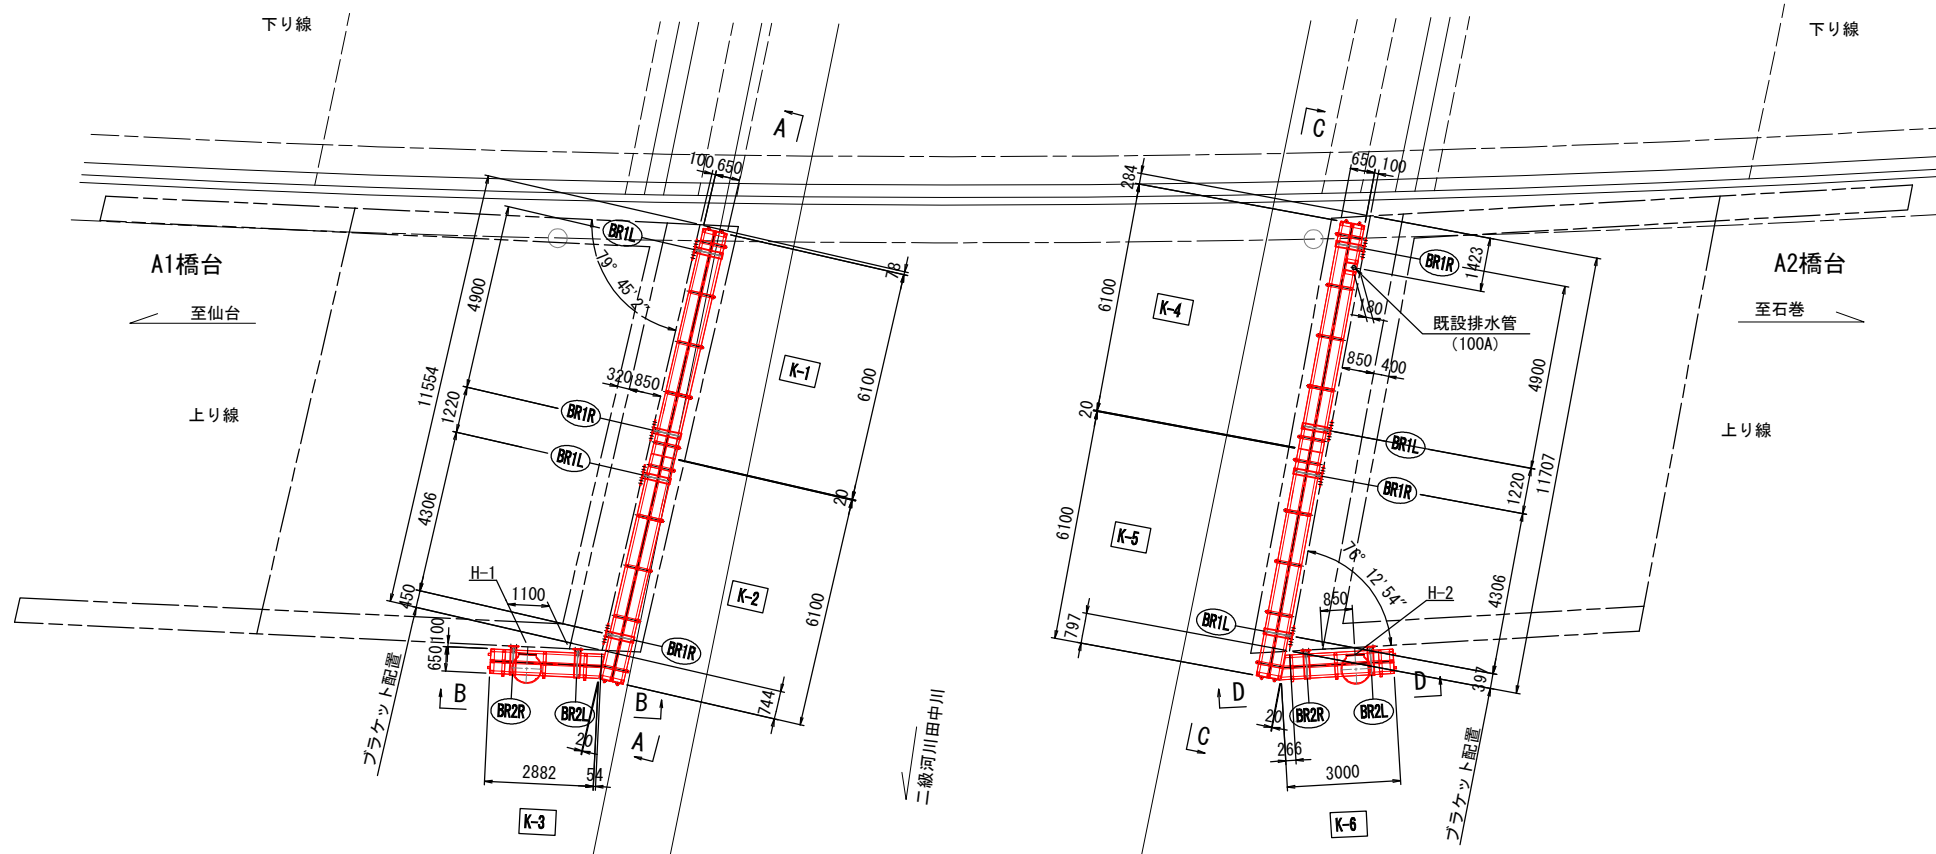 下り線
下り線
A
C
100
650
650
100
284
BR1L
BR1R
A1橋台
A2橋台
至仙台
至石巻
79° 45′2″
78
1423
4900
6100
K-4
180
既設排水管
(100A)
11554
320
850
K-1
6100
850
400
4900
1220
BR1R
20
上り線
上り線
BR1L
BR1L
BR1R
20
1220
11707
4306
6100
K-5
H-1
1100
K-2
6100
76° 12′54″
850
H-2
4306
450
100
650
BR1R
BR1L
797
397
ブラケット配置
B
BR2R
BR2L
B
744
A
20
D
BR2R
BR2L
D
20
C
266
2882
54
3000
二級河川田中川
ブラケット配置
K-3
K-6